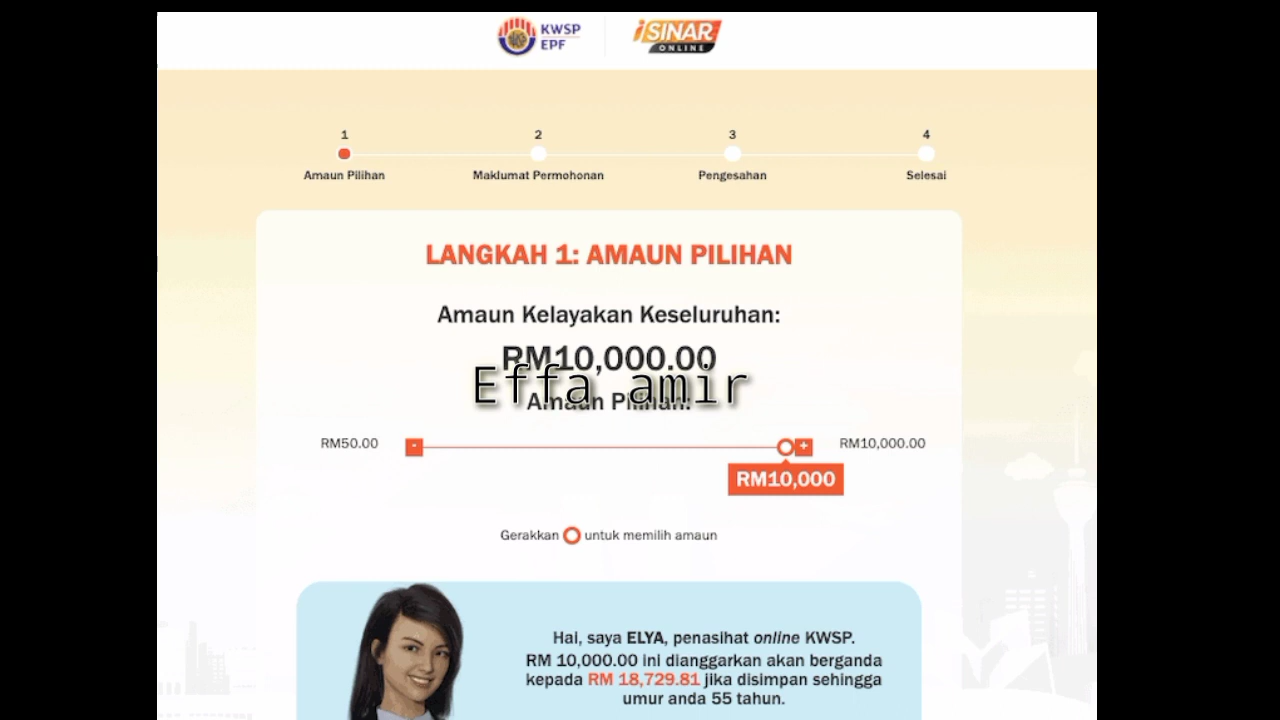 KWSP
EPF
iSINAR
ONLINE
1
2
3
4
Amaun Pilihan
Maklumat Permohonan
Pengesahan
Selesai
LANGKAH 1: AMAUN PILIHAN
Amaun Kelayakan Keseluruhan:
RM10,000.00
Effa amir
Amaun Pilihan:
RM50.00
-
+
RM10,000.00
RM10,000
Gerakkan untuk memilih amaun
Hai, saya ELYA, penasihat online KWSP.
RM 10,000.00 ini dianggarkan akan berganda
kepada RM 18,729.81 jika disimpan sehingga
umur anda 55 tahun.